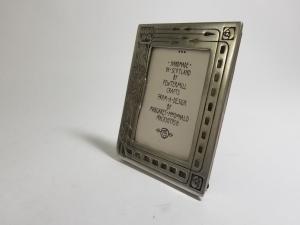 · HANDMADE ·
IN·SCOTLAND
BY
PEWTERMILL
CRAFTS
FROM·A·DESIGN
BY
MARGARET·MACDONALD
MACKINTOSH